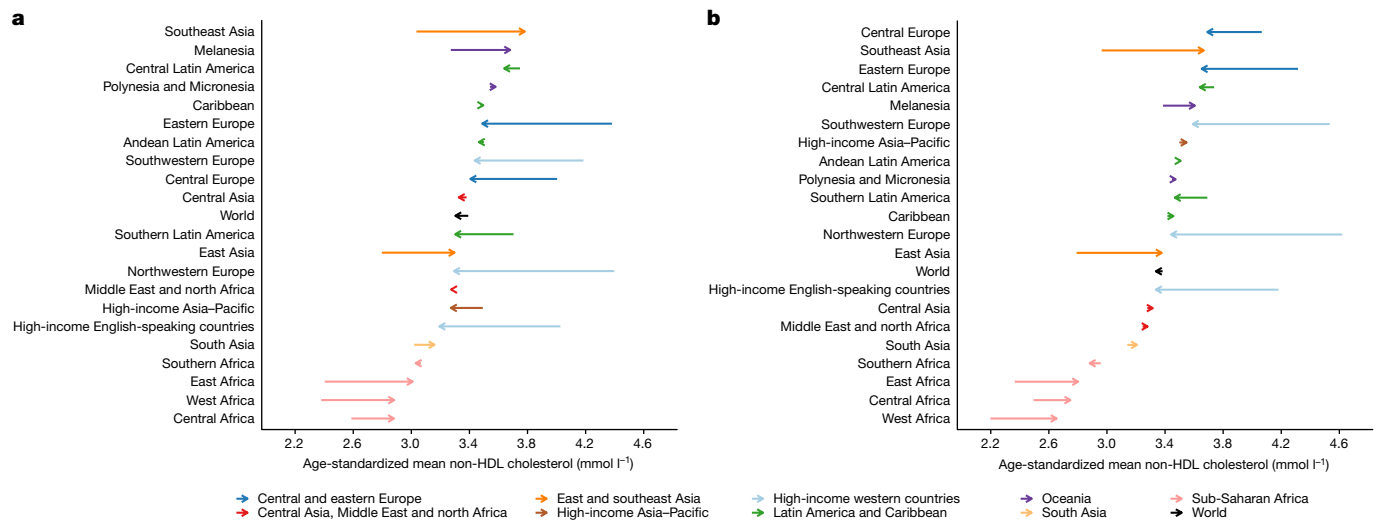 a
Southeast Asia
Melanesia
Central Latin America
Polynesia and Micronesia
Caribbean
Eastern Europe
Andean Latin America
Southwestern Europe
Central Europe
Central Asia
World
Southern Latin America
East Asia
Northwestern Europe
Middle East and north Africa
High-income Asia–Pacific
High-income English-speaking countries
South Asia
Southern Africa
East Africa
West Africa
Central Africa
2.2 2.6 3.0 3.4 3.8 4.2 4.6
Age-standardized mean non-HDL cholesterol (mmol l⁻¹)
b
Central Europe
Southeast Asia
Eastern Europe
Central Latin America
Melanesia
Southwestern Europe
High-income Asia–Pacific
Andean Latin America
Polynesia and Micronesia
Southern Latin America
Caribbean
Northwestern Europe
East Asia
World
High-income English-speaking countries
Central Asia
Middle East and north Africa
South Asia
Southern Africa
East Africa
Central Africa
West Africa
2.2 2.6 3.0 3.4 3.8 4.2 4.6
Age-standardized mean non-HDL cholesterol (mmol l⁻¹)
Central and eastern Europe East and southeast Asia High-income western countries Oceania Sub-Saharan Africa
Central Asia, Middle East and north Africa High-income Asia–Pacific Latin America and Caribbean South Asia World